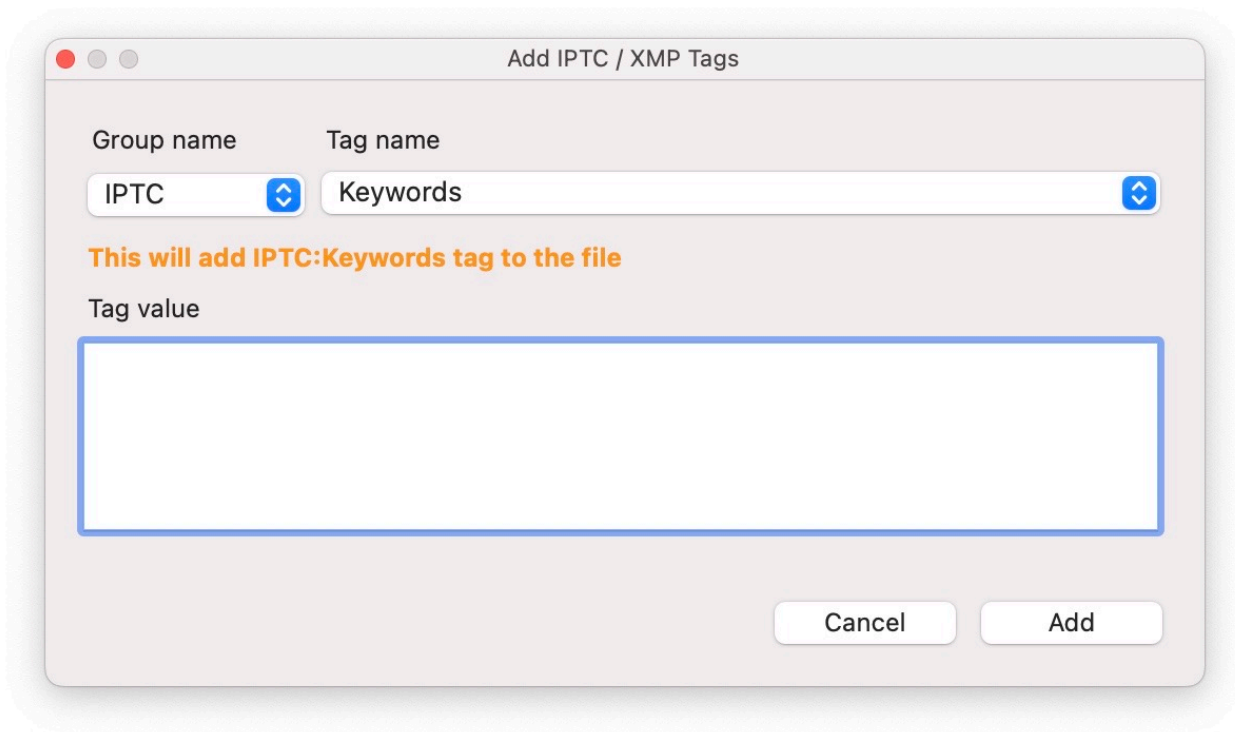 Add IPTC / XMP Tags
Group name Tag name
IPTC Keywords
This will add IPTC:Keywords tag to the file
Tag value
Cancel Add